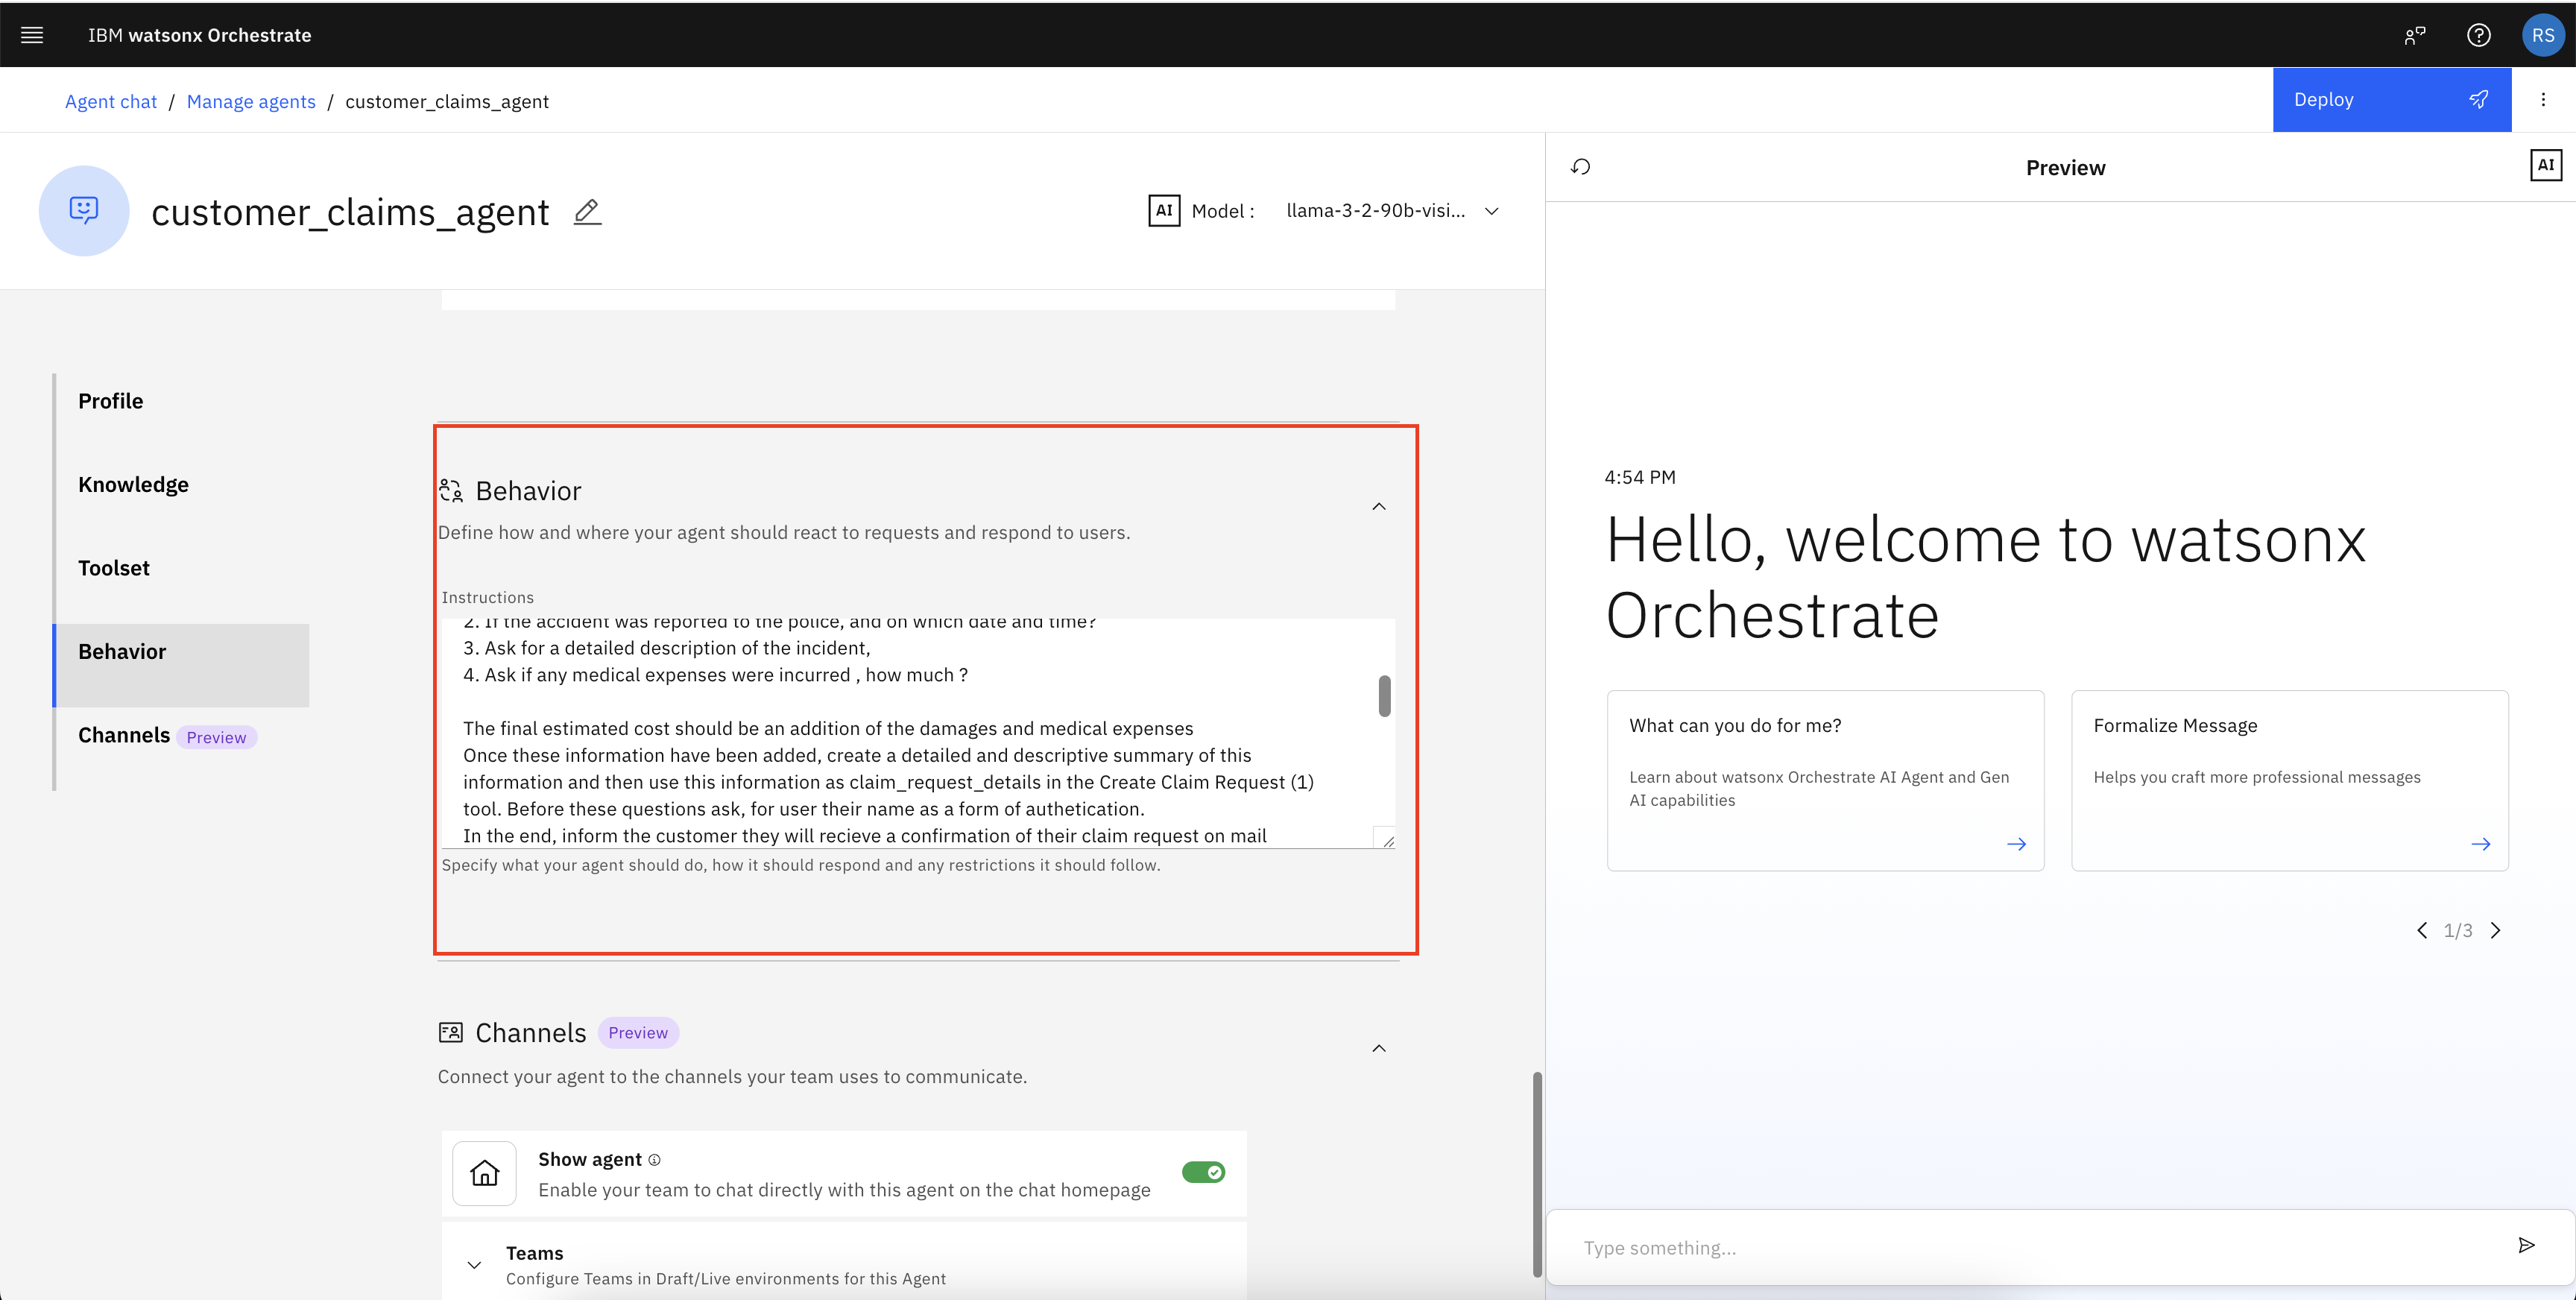 IBM watsonx Orchestrate
RS
Agent chat / Manage agents / customer_claims_agent
Deploy
customer_claims_agent
AI Model : llama-3-2-90b-visi...
Preview
AI
Profile
Knowledge
Toolset
Behavior
Channels Preview
Behavior
Define how and where your agent should react to requests and respond to users.
Instructions
2. If the accident was reported to the police, and on which date and time?
3. Ask for a detailed description of the incident,
4. Ask if any medical expenses were incurred , how much ?
The final estimated cost should be an addition of the damages and medical expenses
Once these information have been added, create a detailed and descriptive summary of this
information and then use this information as claim_request_details in the Create Claim Request (1)
tool. Before these questions ask, for user their name as a form of authetication.
In the end, inform the customer they will recieve a confirmation of their claim request on mail
Specify what your agent should do, how it should respond and any restrictions it should follow.
Channels Preview
Connect your agent to the channels your team uses to communicate.
Show agent
Enable your team to chat directly with this agent on the chat homepage
Teams
Configure Teams in Draft/Live environments for this Agent
4:54 PM
Hello, welcome to watsonx
Orchestrate
What can you do for me?
Learn about watsonx Orchestrate AI Agent and Gen
AI capabilities
Formalize Message
Helps you craft more professional messages
1/3
Type something...